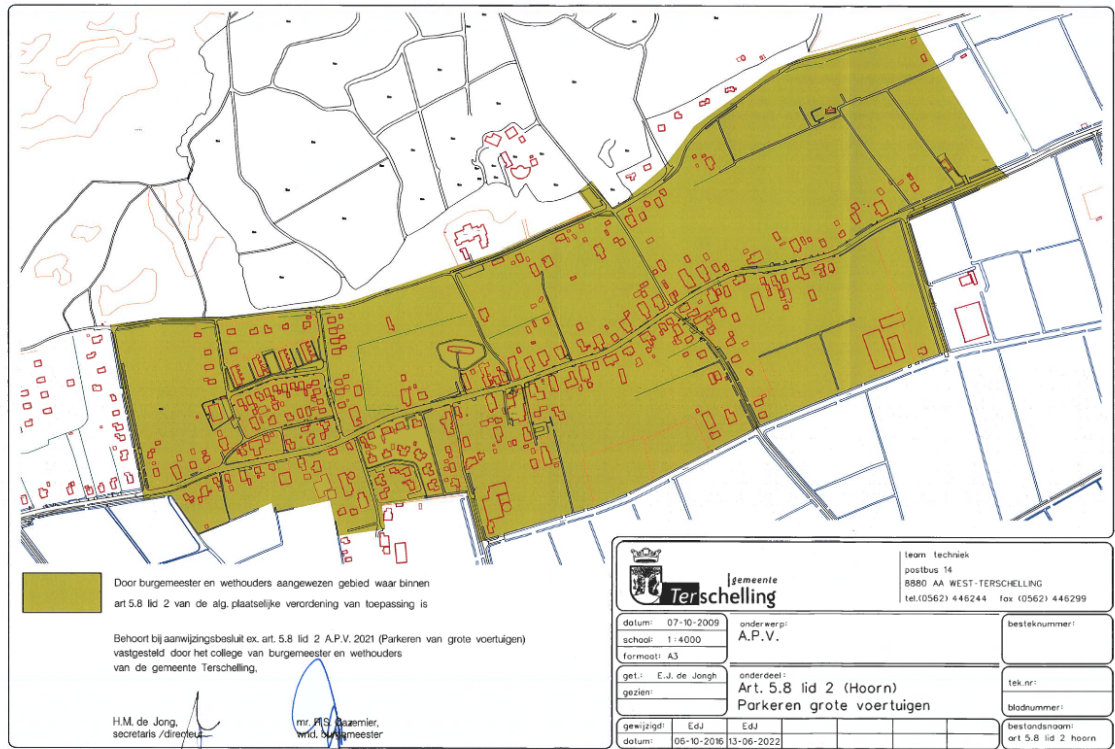 Door burgemeester en wethouders aangewezen gebied waar binnen
art 5.8 lid 2 van de alg. plaatselijke verordening van toepassing is
Behoort bij aanwijzingsbesluit ex. art. 5.8 lid 2 A.P.V. 2021 (Parkeren van grote voertuigen)
vastgesteld door het college van burgemeester en wethouders
van de gemeente Terschelling,
H.M. de Jong,
secretaris /directeur
mr. H.S. Gazemier,
wnd. burgemeester
gemeente
Terschelling
team techniek
postbus 14
8880 AA WEST-TERSCHELLING
tel.(0562) 446244 fax (0562) 446299
datum: 07-10-2009
schaal: 1:4000
formaat: A3
onderwerp:
A.P.V.
besteknummer:
get.: E.J. de Jongh
gezien:
onderdeel:
Art. 5.8 lid 2 (Hoorn)
Parkeren grote voertuigen
tek.nr:
bladnummer:
gewijzigd: EdJ EdJ
datum: 06-10-2016 13-06-2022
bestandsnaam:
art 5.8 lid 2 hoorn